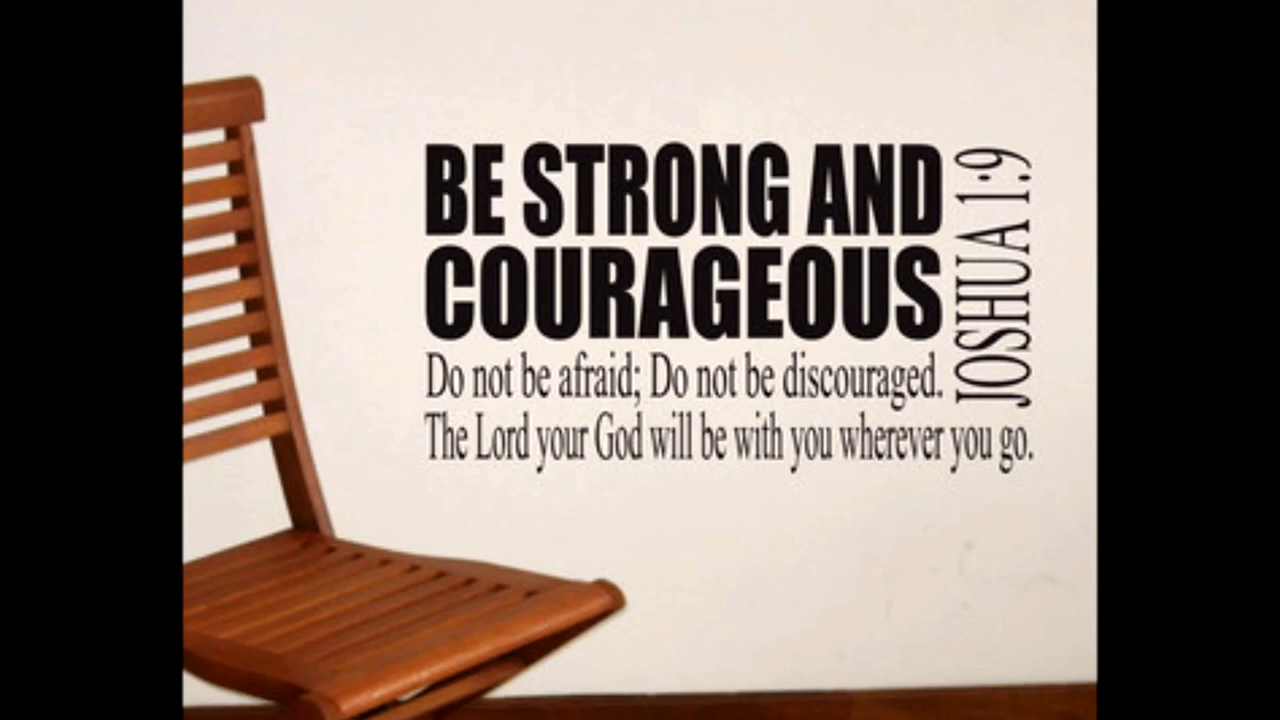 BE STRONG AND
COURAGEOUS
JOSHUA 1:9
Do not be afraid; Do not be discouraged.
The Lord your God will be with you wherever you go.